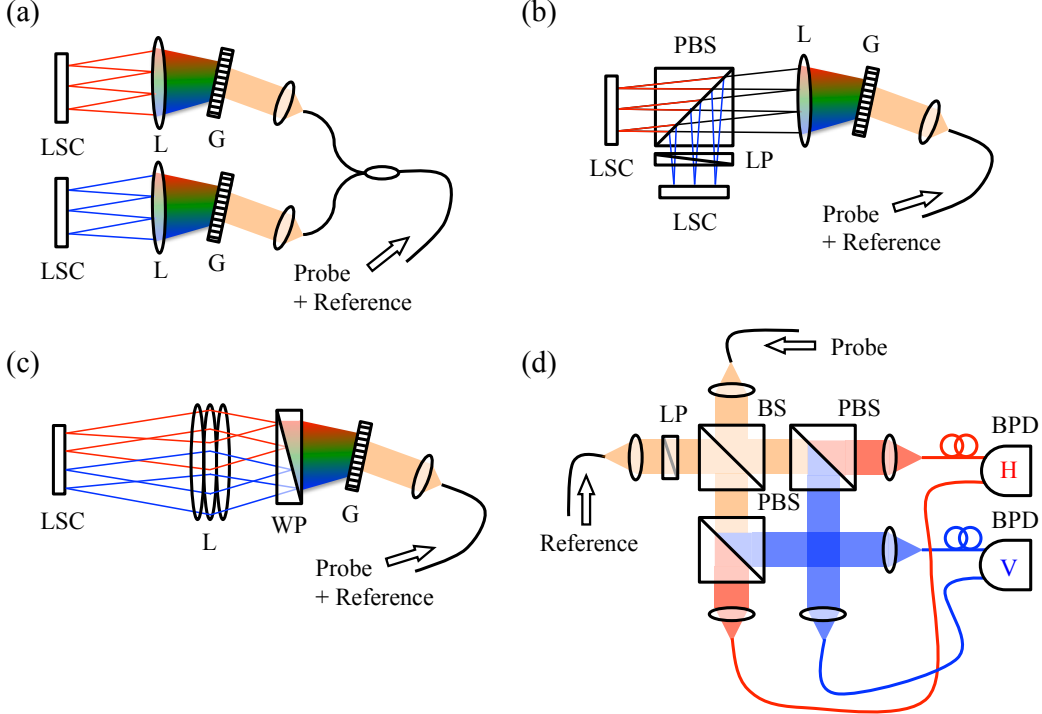 (a)
LSC
L
G
LSC
L
G
Probe
+ Reference
(b)
PBS
L
G
LSC
LP
LSC
Probe
+ Reference
(c)
LSC
L
WP
G
Probe
+ Reference
(d)
Probe
LP
BS
PBS
BPD
H
Reference
PBS
BPD
V